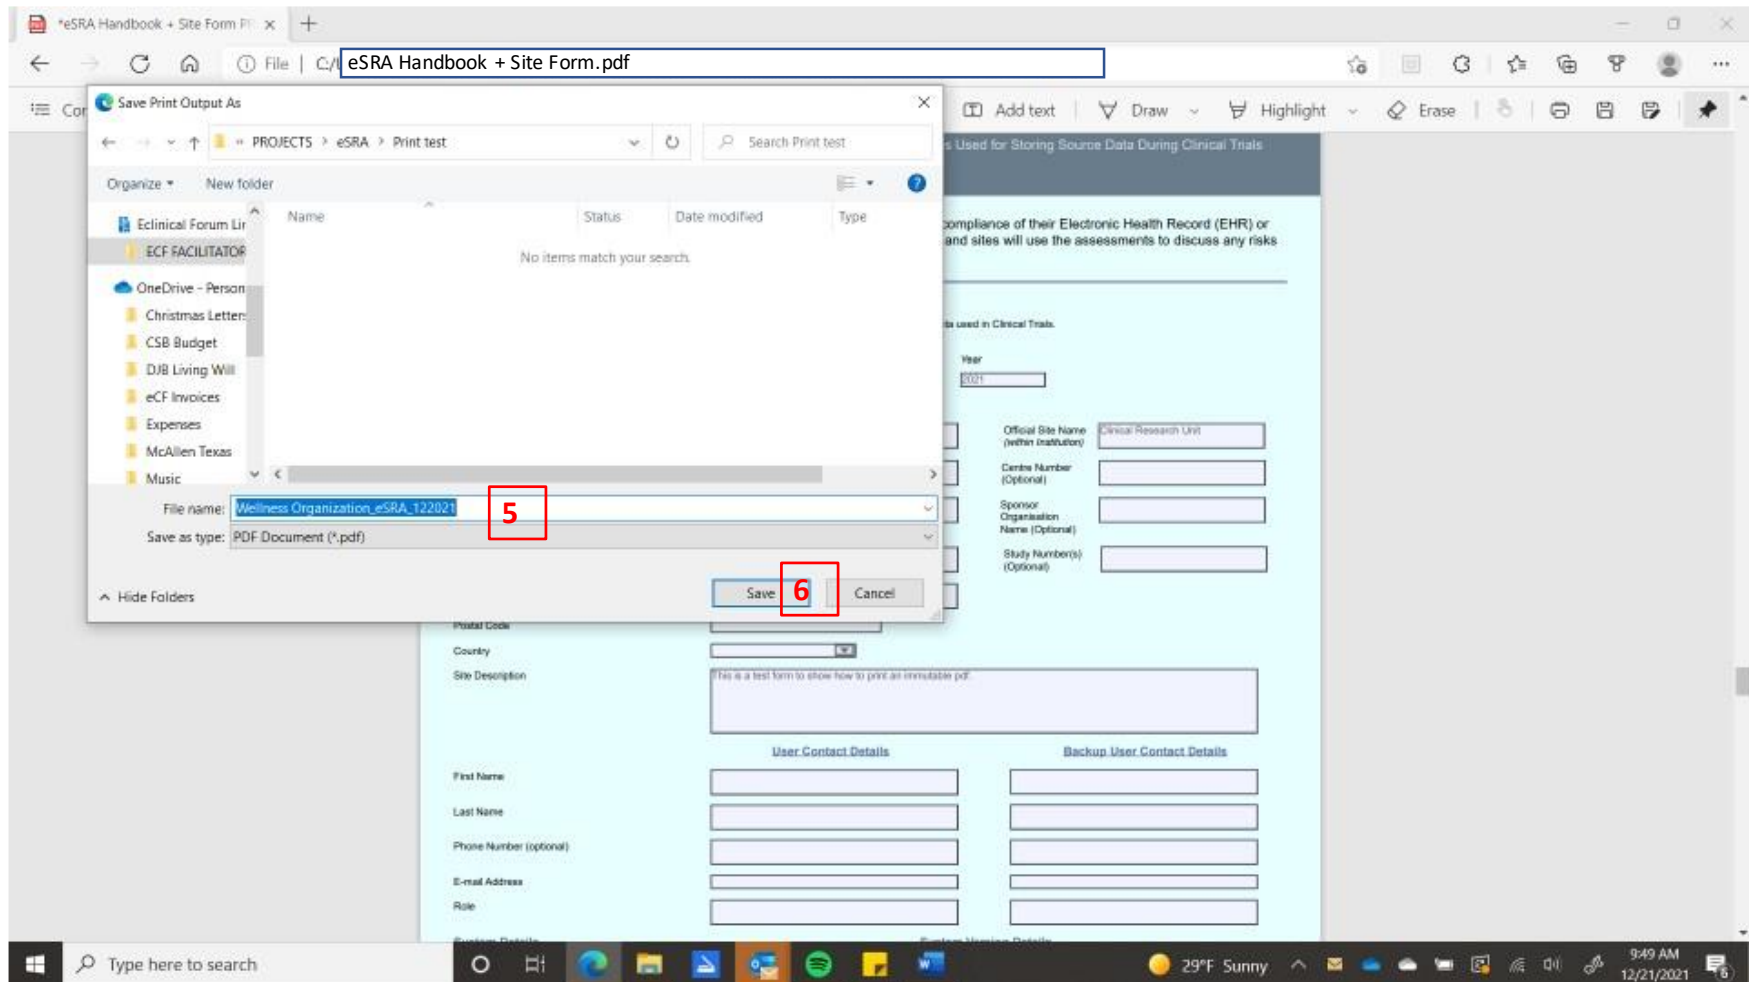 *eSRA Handbook + Site Form P
File | C:/
eSRA Handbook + Site Form.pdf
Cor
Add text
Draw
Highlight
Erase
Save Print Output As
« PROJECTS > eSRA > Print test
Search Print test
Organize
New folder
Name
Status
Date modified
Type
No items match your search.
Eclinical Forum Lir
ECF FACILITATOR
OneDrive - Person
Christmas Letter
CSB Budget
DJB Living Will
eCF Invoices
Expenses
McAllen Texas
Music
File name: Wellness Organization_eSRA_122021
5
Save as type: PDF Document (*.pdf)
Hide Folders
Save
6
Cancel
s Used for Storing Source Data During Clinical Trials
compliance of their Electronic Health Record (EHR) or
and sites will use the assessments to discuss any risks
ta used in Clinical Trials.
Year
2021
Official Site Name
(within Institution)
Clinical Research Unit
Centre Number
(Optional)
Sponsor
Organisation
Name (Optional)
Study Number(s)
(Optional)
Postal Code
Country
Site Description
This is a test form to show how to print an immutable pdf.
User Contact Details
Backup User Contact Details
First Name
Last Name
Phone Number (optional)
E-mail Address
Role
System Details
System Version Details
Type here to search
29°F Sunny
9:49 AM
12/21/2021
6